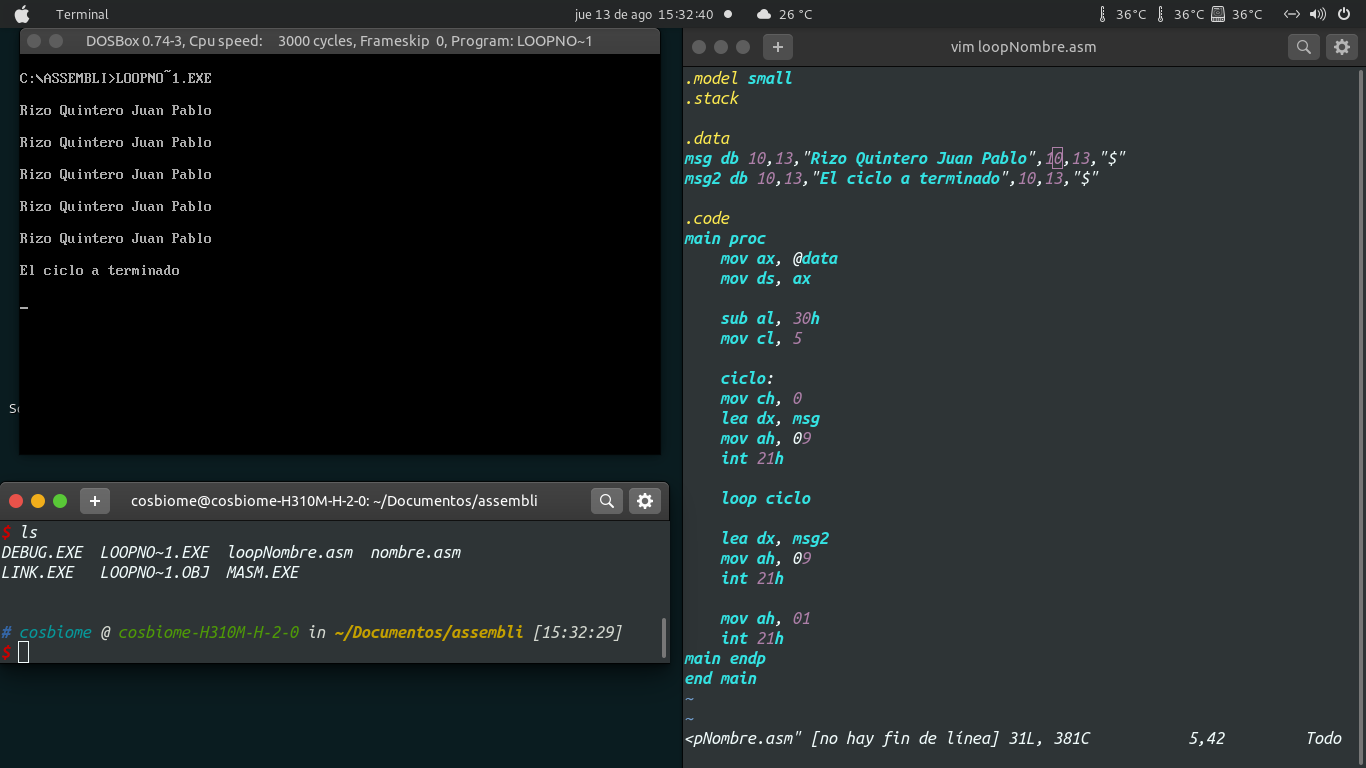 Terminal
jue 13 de ago 15:32:40
26 °C
36°C 36°C 36°C
DOSBox 0.74-3, Cpu speed: 3000 cycles, Frameskip 0, Program: LOOPNO~1
C:\ASSEMBLI>LOOPNO~1.EXE
Rizo Quintero Juan Pablo
Rizo Quintero Juan Pablo
Rizo Quintero Juan Pablo
Rizo Quintero Juan Pablo
Rizo Quintero Juan Pablo
El ciclo a terminado
cosbiome@cosbiome-H310M-H-2-0: ~/Documentos/assembli
$ ls
DEBUG.EXE LOOPNO~1.EXE loopNombre.asm nombre.asm
LINK.EXE LOOPNO~1.OBJ MASM.EXE
# cosbiome @ cosbiome-H310M-H-2-0 in ~/Documentos/assembli [15:32:29]
$
vim loopNombre.asm
.model small
.stack
.data
msg db 10,13,"Rizo Quintero Juan Pablo",10,13,"$"
msg2 db 10,13,"El ciclo a terminado",10,13,"$"
.code
main proc
mov ax, @data
mov ds, ax
sub al, 30h
mov cl, 5
ciclo:
mov ch, 0
lea dx, msg
mov ah, 09
int 21h
loop ciclo
lea dx, msg2
mov ah, 09
int 21h
mov ah, 01
int 21h
main endp
end main
~
~
<pNombre.asm" [no hay fin de línea] 31L, 381C 5,42 Todo